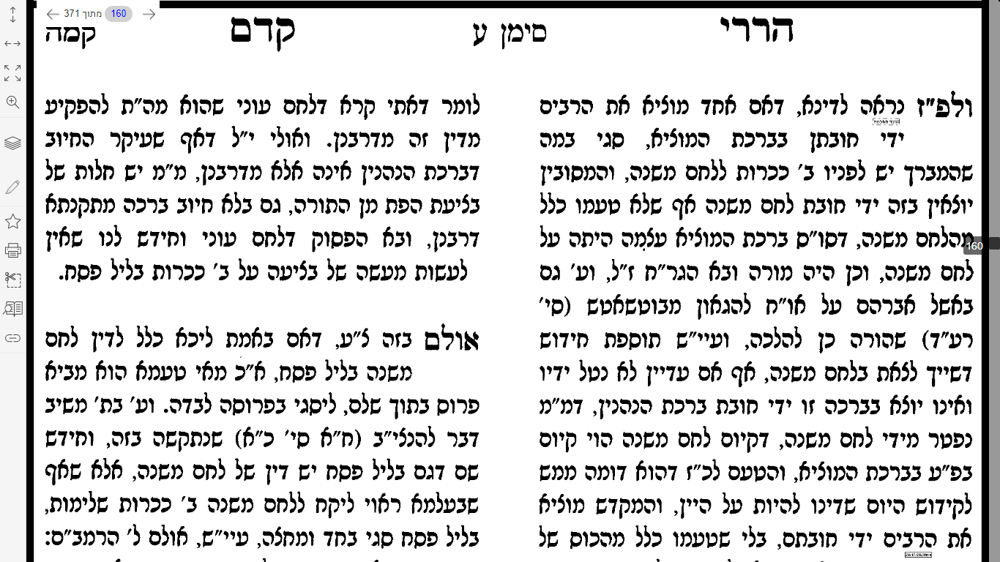 160 מתוך 371
הררי
סימן ע
קדם
קמה
ולפ"ז נראה לדינא, דאם אחד מוציא את הרבים
ידי חובתן בברכת המוציא, סגי במה
שהמברך יש לפניו ב' ככרות ללחם משנה, והמסובין
יוצאין בזה ידי חובת לחם משנה אף שלא טעמו כלל
מהלחם משנה, דסו"ס ברכת המוציא עצמה היתה על
לחם משנה, וכן היה מורה ובא הגר"ח ז"ל, וע' גם
באשל אברהם על או"ח להגאון מבוטשאטש (סי'
רע"ד) שהורה כן להלכה, ועיי"ש תוספת חידוש
דשייך לצאת בלחם משנה, אף אם עדיין לא נטל ידיו
ואינו יוצא בברכה זו ידי חובת ברכת הנהנין, דמ"מ
נפטר מידי לחם משנה, דקיום לחם משנה הוי קיום
בפ"ע בברכת המוציא, והטעם לכ"ז דהוא דומה ממש
לקידוש היום שדינו להיות על היין, והמקדש מוציא
את הרבים ידי חובתם, בלי שטעמו כלל מהכוס של
לומר דאתי קרא דלחם עוני שהוא מה"ת להפקיע
מדין זה מדרבנן. ואולי י"ל דאף שעיקר החיוב
דברכת הנהנין אינה אלא מדרבנן, מ"מ יש חלות של
בציעת הפת מן התורה, גם בלא חיוב ברכה מתקנתא
דרבנן, ובא הפסוק דלחם עוני וחידש לנו שאין
לעשות מעשה של בציעה על ב' ככרות בליל פסח.
אולם בזה צ"ע, דאם באמת ליכא כלל לדין לחם
משנה בליל פסח, א"כ מאי טעמא הוא מביא
פרוס בתוך שלם, ליסגי בפרוסה לבדה. וע' בת' משיב
דבר להנצי"ב (ח"א סי' כ"א) שנתקשה בזה, וחידש
שם דגם בליל פסח יש דין של לחם משנה, אלא שאף
שבעלמא ראוי ליקח ללחם משנה ב' ככרות שלימות,
בליל פסח סגי בחד ומחצה, עיי"ש, אולם ל' הרמב"ם:
160